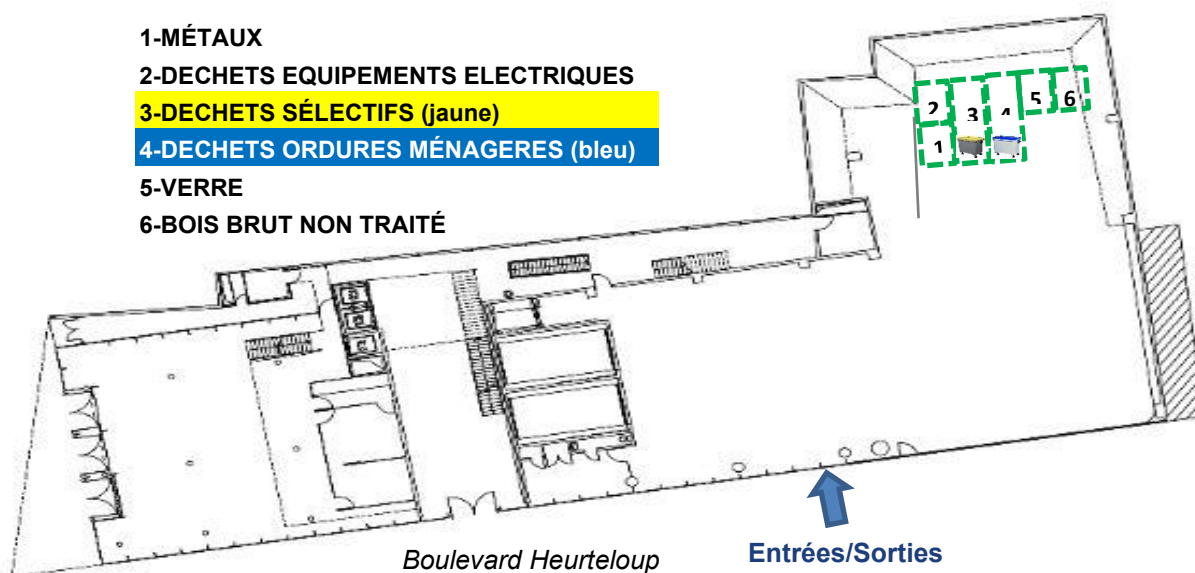 1-MÉTAUX
2-DECHETS EQUIPEMENTS ELECTRIQUES
3-DECHETS SÉLECTIFS (jaune)
4-DECHETS ORDURES MÉNAGERES (bleu)
5-VERRE
6-BOIS BRUT NON TRAITÉ
2 3 4 5 6
1
Boulevard Heurteloup
Entrées/Sorties